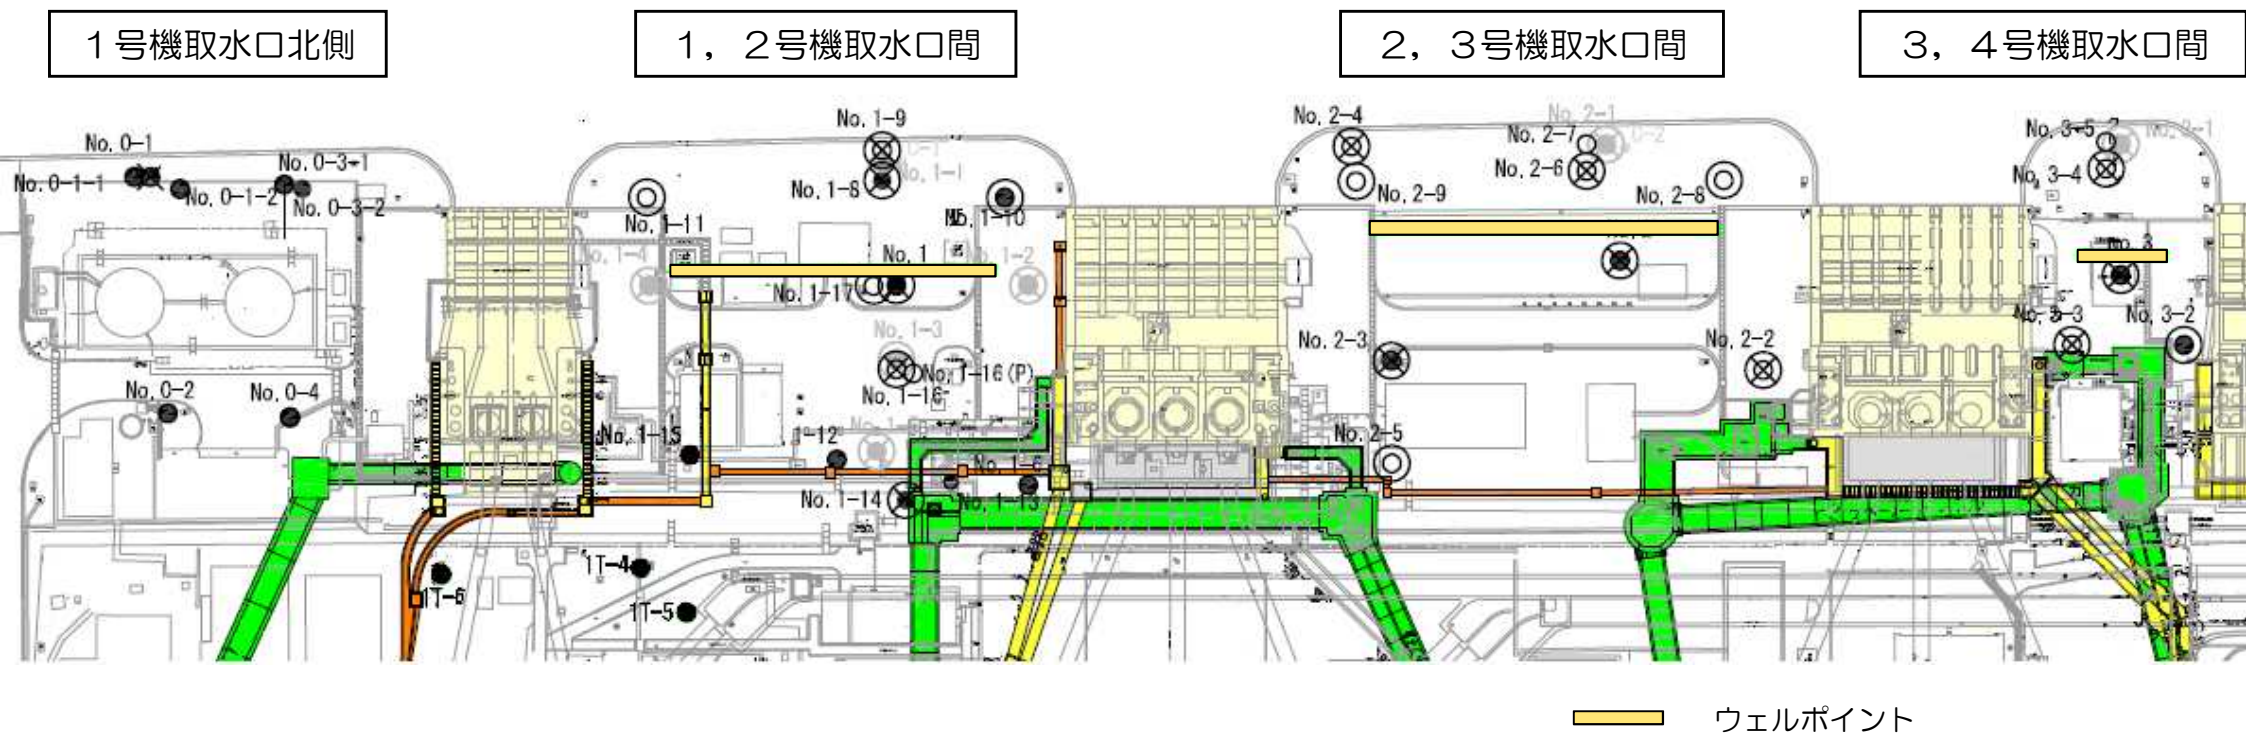 1号機取水口北側
1，2号機取水口間
2，3号機取水口間
3，4号機取水口間
No. 0-1
No. 0-1-1
No. 0-1-2
No. 0-3-1
No. 0-3-2
No. 0-2
No. 0-4
No. 1-9
No. 1-1
No. 1-8
No. 1-10
No. 1-11
No. 1
No. 1-17
No. 1-3
No. 1-16(P)
No. 1-16
No. 1-15
1-12
No. 1-14
No. 1-13
1T-4
1T-5
1T-6
No. 2-4
No. 2-1
No. 2-7
No. 2-6
No. 2-9
No. 2-8
No. 2-3
No. 2-2
No. 2-5
No. 3-5
No. 3-4
No. 3
No. 3-2
ウェルポイント